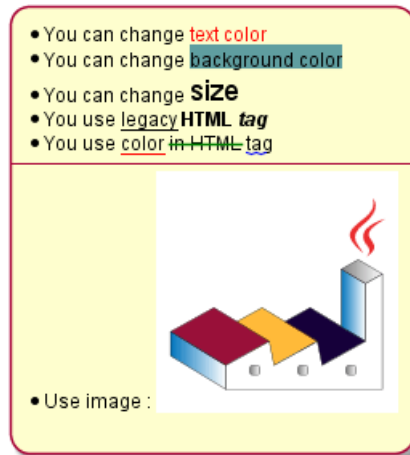 • You can change text color
• You can change background color
• You can change size
• You use legacy HTML tag
• You use color in HTML tag
• Use image :